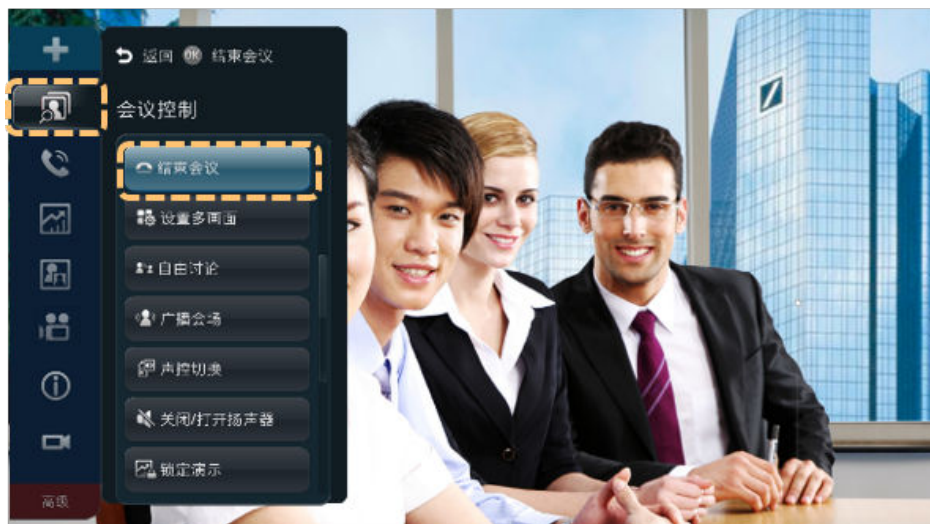 返回 OK 结束会议
会议控制
结束会议
设置多画面
自由讨论
广播会场
声控切换
关闭/打开扬声器
锁定演示
高级